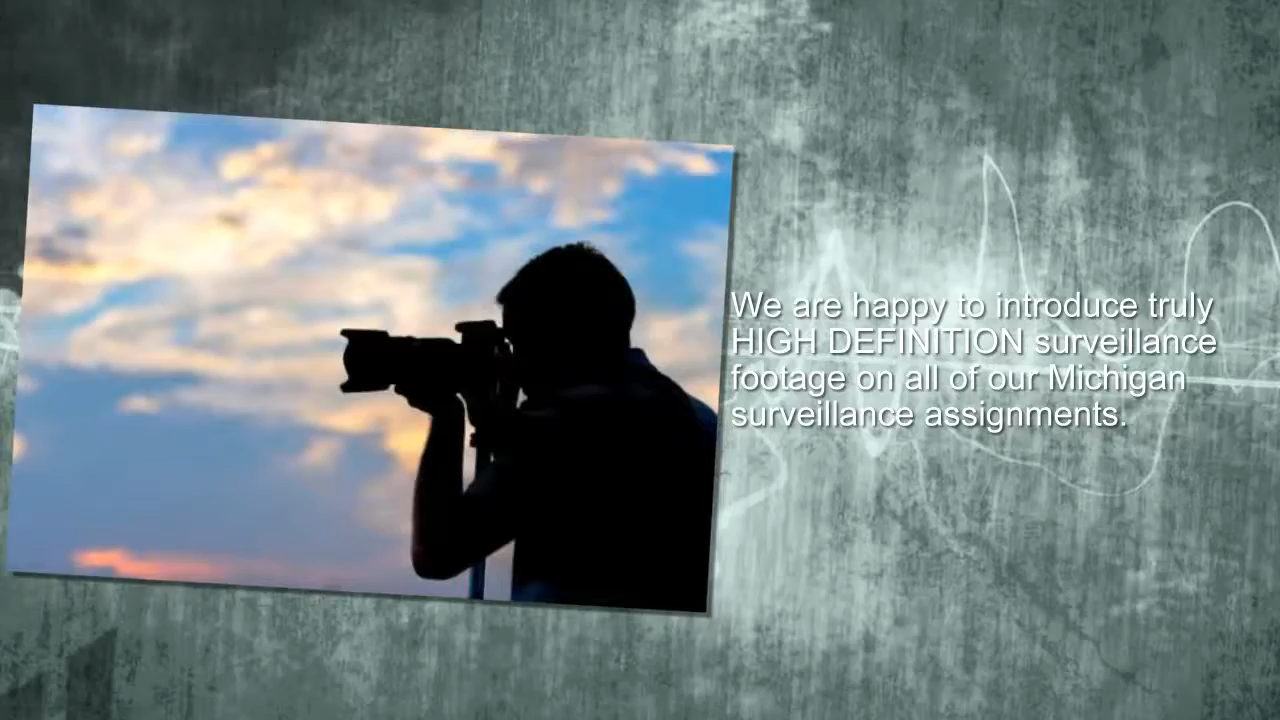 We are happy to introduce truly
HIGH DEFINITION surveillance
footage on all of our Michigan
surveillance assignments.